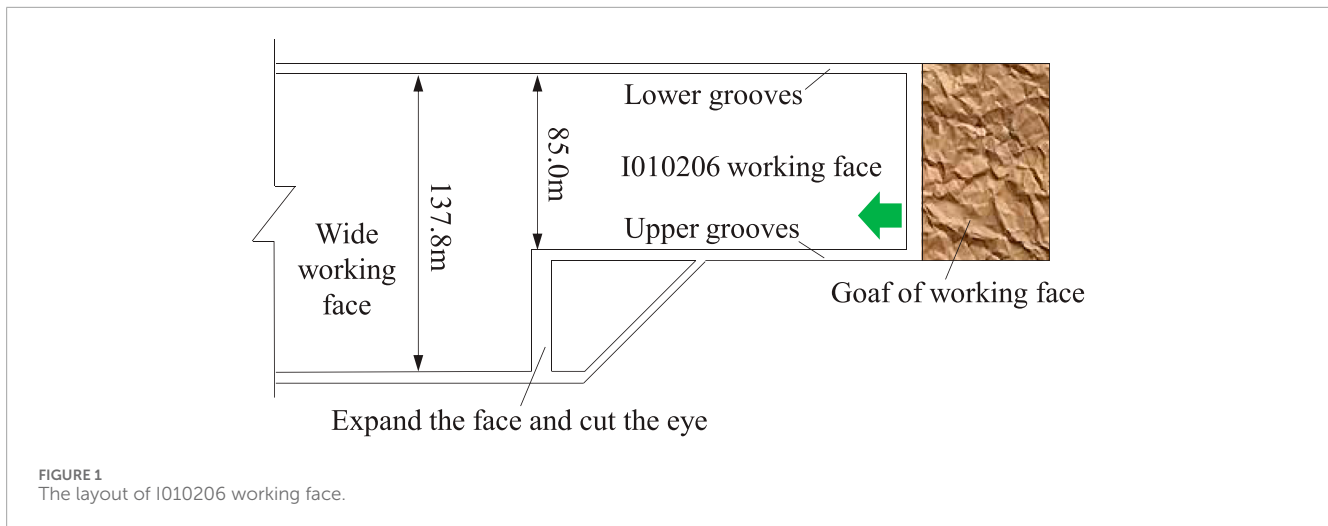 Lower grooves
85.0m
I010206 working face
137.8m
Wide
working
face
Upper grooves
Goaf of working face
Expand the face and cut the eye
FIGURE 1
The layout of I010206 working face.